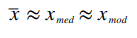 x̅ ≈ x_med ≈ x_mod